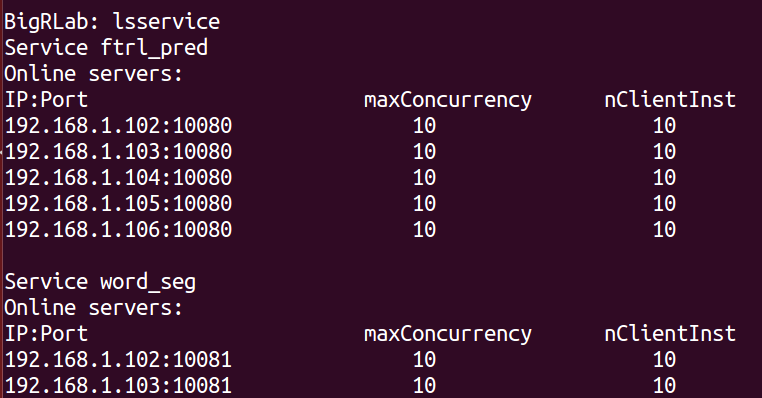 BigRLab: lsservice
Service ftrl_pred
Online servers:
IP:Port maxConcurrency nClientInst
192.168.1.102:10080 10 10
192.168.1.103:10080 10 10
192.168.1.104:10080 10 10
192.168.1.105:10080 10 10
192.168.1.106:10080 10 10
Service word_seg
Online servers:
IP:Port maxConcurrency nClientInst
192.168.1.102:10081 10 10
192.168.1.103:10081 10 10